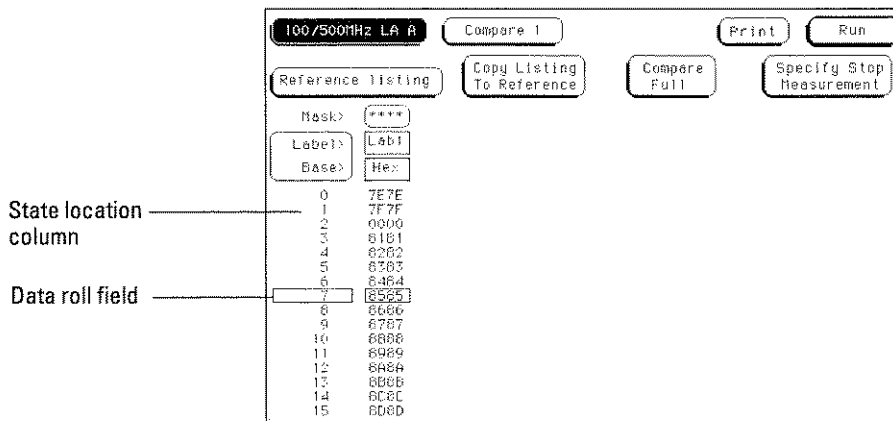 100/500MHz LA A
Compare 1
Print
Run
Reference listing
Copy Listing
To Reference
Compare
Full
Specify Stop
Measurement
Mask> ****
Label> Lab1
Base> Hex
0 7E7E
State location column
1 7F7F
2 0000
3 8181
4 8282
5 8383
6 8484
Data roll field
7 8585
8 8686
9 8787
10 8888
11 8989
12 8A8A
13 8B8B
14 8C8C
15 8D8D